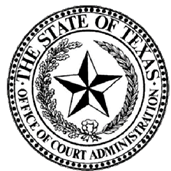 THE STATE OF TEXAS
OFFICE OF COURT ADMINISTRATION